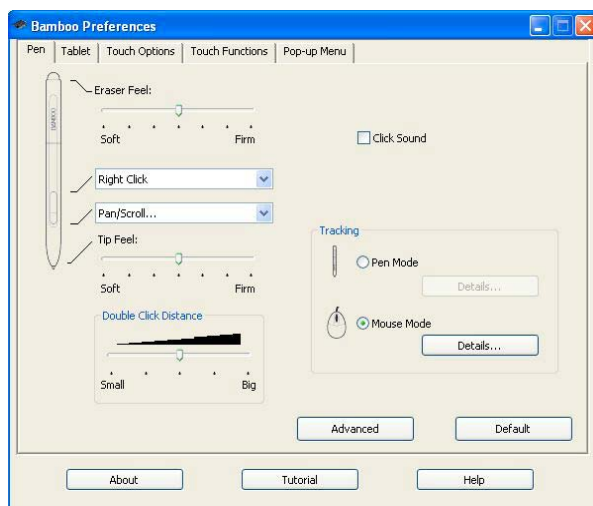 Bamboo Preferences
Pen Tablet Touch Options Touch Functions Pop-up Menu
Eraser Feel:
Soft Firm
Click Sound
BAMBOO
Right Click
Pan/Scroll...
Tip Feel:
Soft Firm
Tracking
Pen Mode
Details...
Mouse Mode
Details...
Double Click Distance
Small Big
Advanced Default
About Tutorial Help